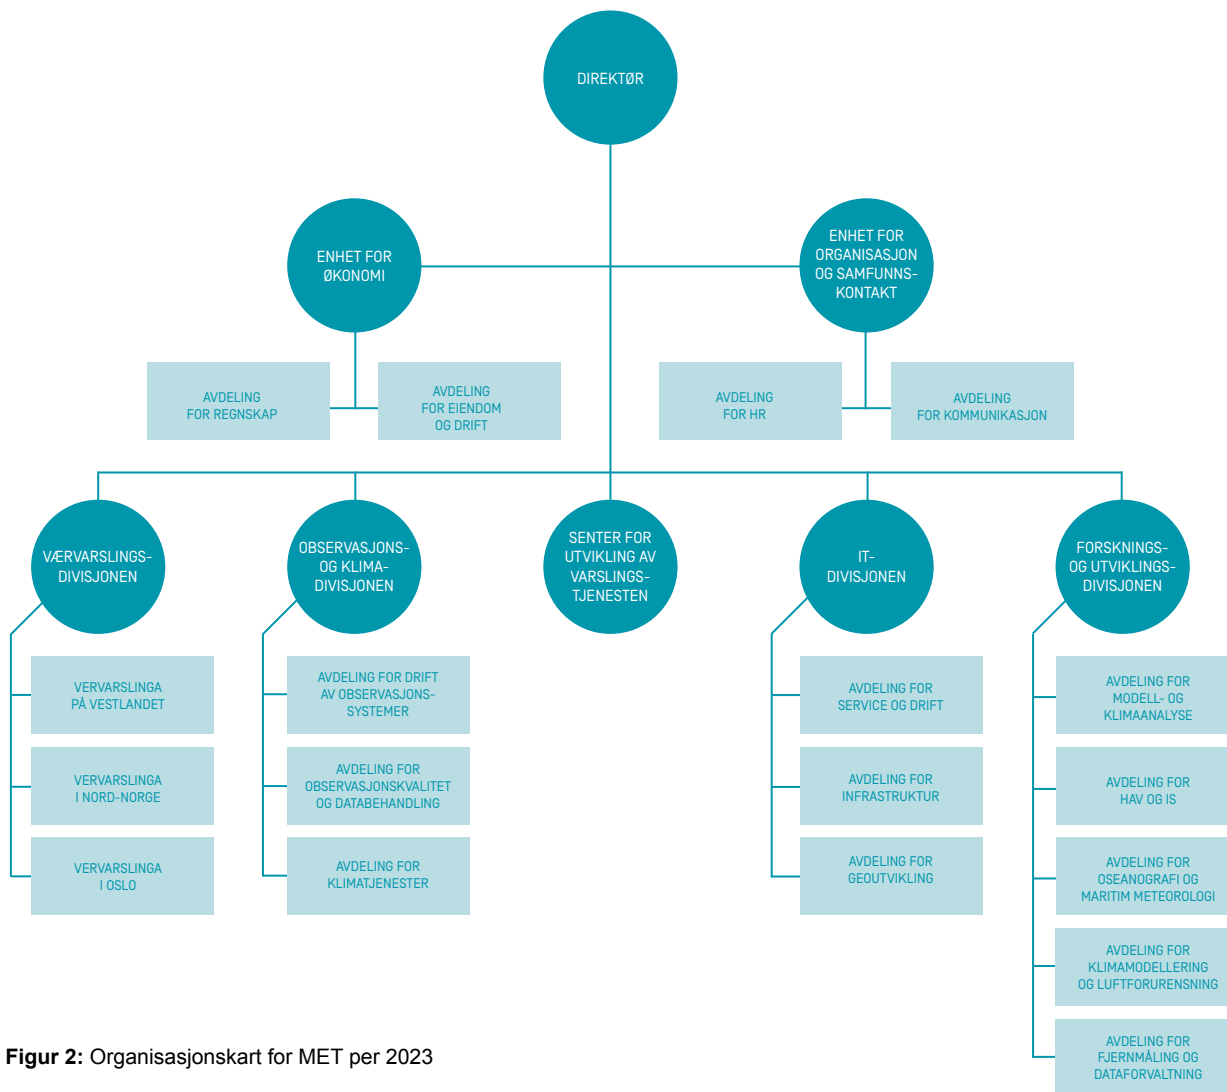 DIREKTØR
ENHET FOR
ØKONOMI
ENHET FOR
ORGANISASJON
OG SAMFUNNS-
KONTAKT
AVDELING
FOR REGNSKAP
AVDELING
FOR EIENDOM
OG DRIFT
AVDELING
FOR HR
AVDELING
FOR KOMMUNIKASJON
VÆRVARSLINGS-
DIVISJONEN
OBSERVASJONS-
OG KLIMA-
DIVISJONEN
SENTER FOR
UTVIKLING AV
VARSLINGS-
TJENESTEN
IT-
DIVISJONEN
FORSKNINGS-
OG UTVIKLINGS-
DIVISJONEN
VERVARSLINGA
PÅ VESTLANDET
VERVARSLINGA
I NORD-NORGE
VERVARSLINGA
I OSLO
AVDELING FOR DRIFT
AV OBSERVASJONS-
SYSTEMER
AVDELING FOR
OBSERVASJONSKVALITET
OG DATABEHANDLING
AVDELING FOR
KLIMATJENESTER
AVDELING FOR
SERVICE OG DRIFT
AVDELING FOR
INFRASTRUKTUR
AVDELING FOR
GEOUTVIKLING
AVDELING FOR
MODELL- OG
KLIMAANALYSE
AVDELING FOR
HAV OG IS
AVDELING FOR
OSEANOGRAFI OG
MARITIM METEOROLOGI
AVDELING FOR
KLIMAMODELLERING
OG LUFTFORURENSNING
AVDELING FOR
FJERNMÅLING OG
DATAFORVALTNING
Figur 2: Organisasjonskart for MET per 2023